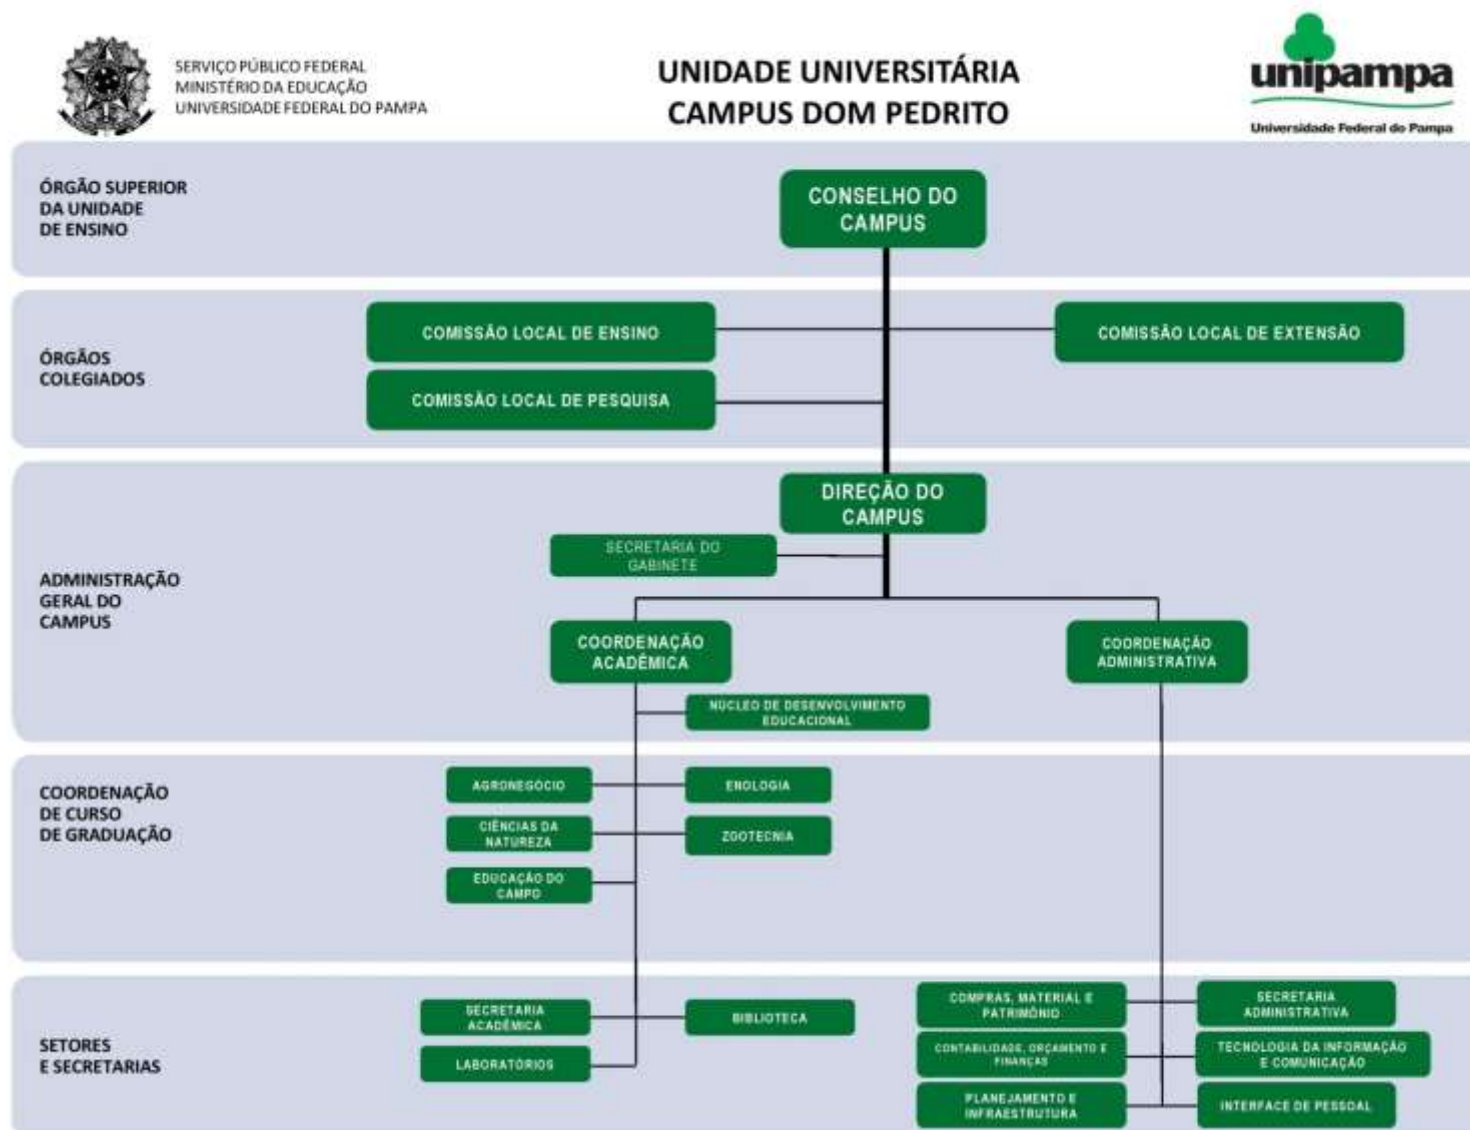 SERVIÇO PÚBLICO FEDERAL
MINISTÉRIO DA EDUCAÇÃO
UNIVERSIDADE FEDERAL DO PAMPA
UNIDADE UNIVERSITÁRIA
CAMPUS DOM PEDRITO
unipampa
Universidade Federal do Pampa
ÓRGÃO SUPERIOR
DA UNIDADE
DE ENSINO
CONSELHO DO
CAMPUS
ÓRGÃOS
COLEGIADOS
COMISSÃO LOCAL DE ENSINO
COMISSÃO LOCAL DE EXTENSÃO
COMISSÃO LOCAL DE PESQUISA
ADMINISTRAÇÃO
GERAL DO
CAMPUS
DIREÇÃO DO
CAMPUS
SECRETARIA DO
GABINETE
COORDENAÇÃO
ACADÊMICA
COORDENAÇÃO
ADMINISTRATIVA
NÚCLEO DE DESENVOLVIMENTO
EDUCACIONAL
COORDENAÇÃO
DE CURSO
DE GRADUAÇÃO
AGRONEGÓCIO
ENOLOGIA
CIÊNCIAS DA
NATUREZA
ZOOTECNIA
EDUCAÇÃO DO
CAMPO
SETORES
E SECRETARIAS
SECRETARIA
ACADÊMICA
BIBLIOTECA
LABORATÓRIOS
COMPRAS, MATERIAL E
PATRIMÔNIO
SECRETARIA
ADMINISTRATIVA
CONTABILIDADE, ORÇAMENTO E
FINANÇAS
TECNOLOGIA DA INFORMAÇÃO
E COMUNICAÇÃO
PLANEJAMENTO E
INFRAESTRUTURA
INTERFACE DE PESSOAL